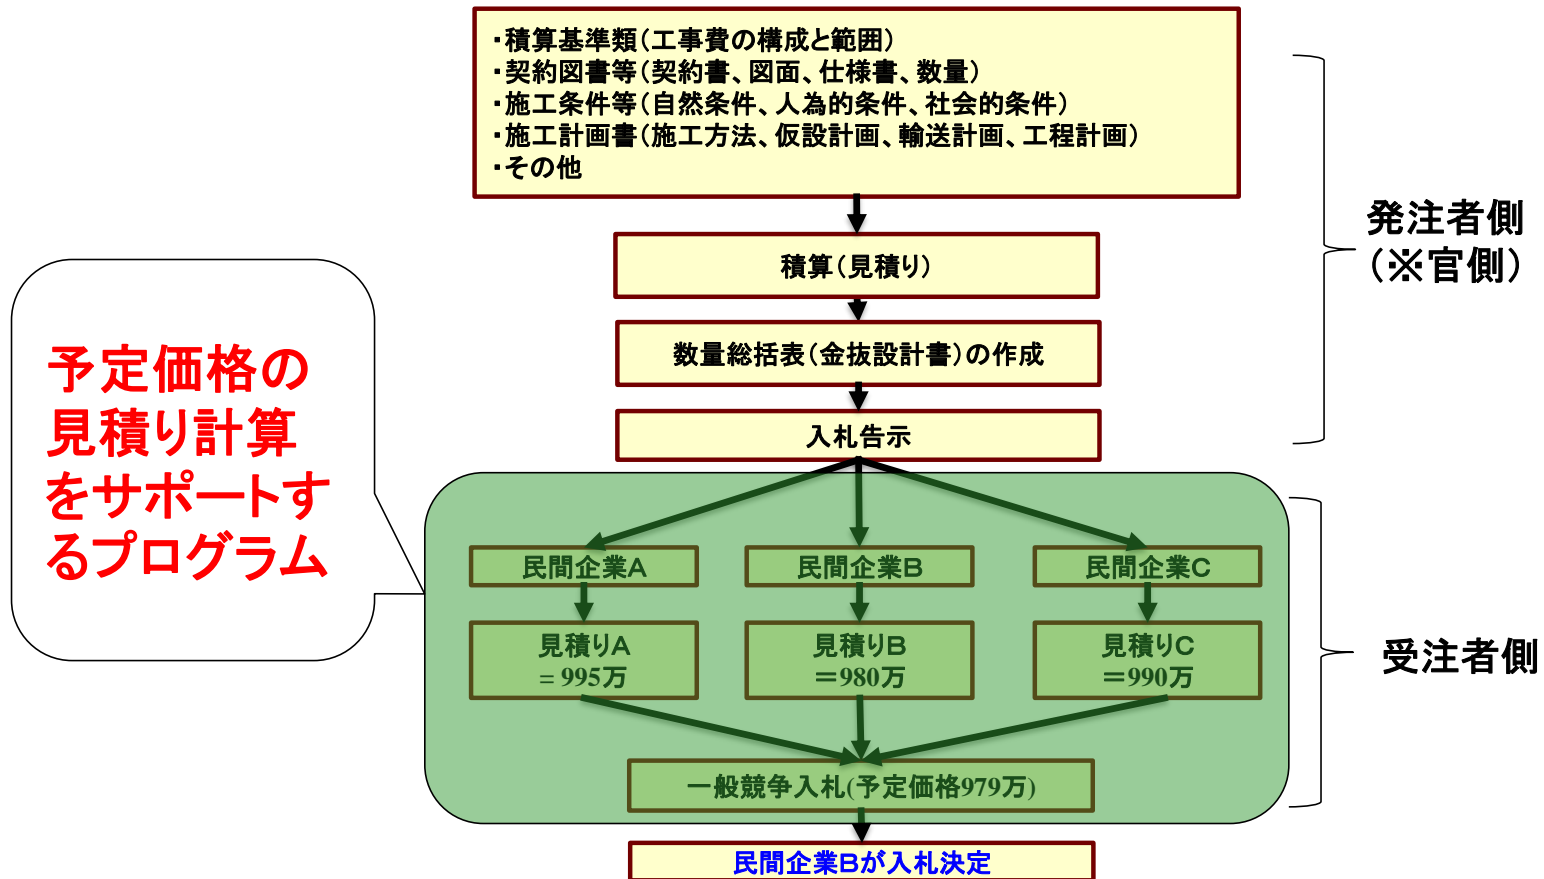 ・積算基準類（工事費の構成と範囲）
・契約図書等（契約書、図面、仕様書、数量）
・施工条件等（自然条件、人為的条件、社会的条件）
・施工計画書（施工方法、仮設計画、輸送計画、工程計画）
・その他
積算（見積り）
数量総括表（金抜設計書）の作成
入札告示
発注者側
（※官側）
予定価格の
見積り計算
をサポートす
るプログラム
民間企業A
民間企業B
民間企業C
見積りA
= 995万
見積りB
＝980万
見積りC
＝990万
受注者側
一般競争入札(予定価格979万)
民間企業Bが入札決定